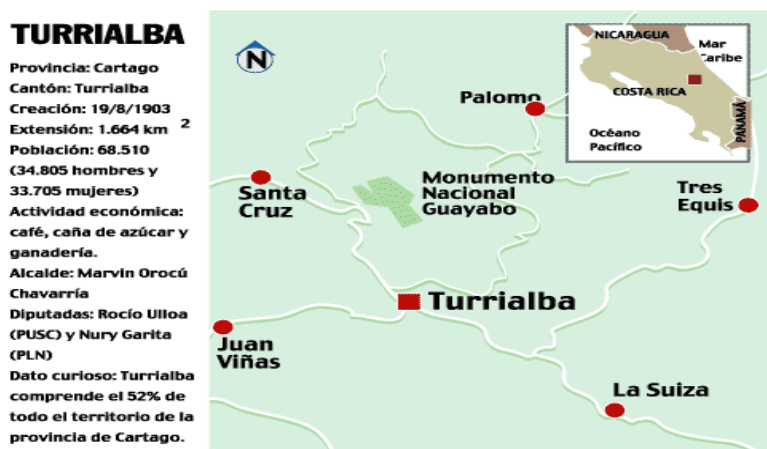 TURRIALBA
Provincia: Cartago
Cantón: Turrialba
Creación: 19/8/1903
Extensión: 1.664 km 2
Población: 68.510
(34.805 hombres y
33.705 mujeres)
Actividad económica:
café, caña de azúcar y
ganadería.
Alcalde: Marvin Orocú
Chavarría
Diputadas: Rocío Ulloa
(PUSC) y Nury Garita
(PLN)
Dato curioso: Turrialba
comprende el 52% de
todo el territorio de la
provincia de Cartago.
N
NICARAGUA
Mar
Caribe
COSTA RICA
PANAMÁ
Océano
Pacífico
Palomo
Monumento
Nacional
Guayabo
Santa
Cruz
Tres
Equis
Turrialba
Juan
Viñas
La Suiza